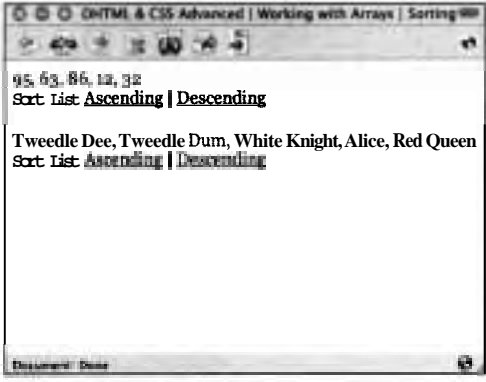 DHTML & CSS Advanced | Working with Arrays | Sorting
95, 63, 86, 12, 32
Sort List Ascending | Descending
Tweedle Dee, Tweedle Dum, White Knight, Alice, Red Queen
Sort List Ascending | Descending
Document: Done